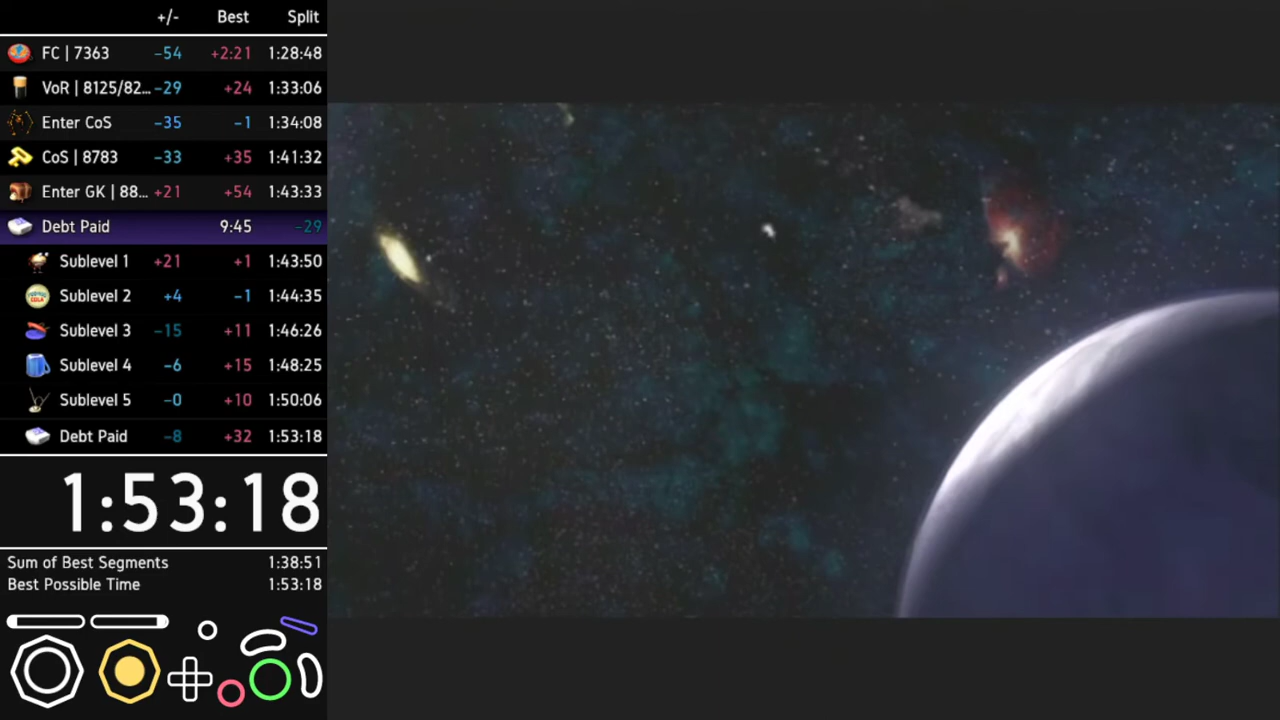 +/- Best Split
FC | 7363 -54 +2:21 1:28:48
VoR | 8125/82... -29 +24 1:33:06
Enter CoS -35 -1 1:34:08
CoS | 8783 -33 +35 1:41:32
Enter GK | 88... +21 +54 1:43:33
Debt Paid 9:45 -29
Sublevel 1 +21 +1 1:43:50
Sublevel 2 +4 -1 1:44:35
Sublevel 3 -15 +11 1:46:26
Sublevel 4 -6 +15 1:48:25
Sublevel 5 -0 +10 1:50:06
Debt Paid -8 +32 1:53:18
1:53:18
Sum of Best Segments 1:38:51
Best Possible Time 1:53:18